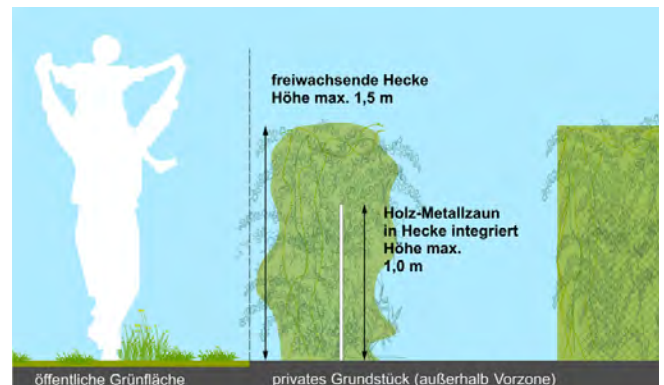 freiwachsende Hecke
Höhe max. 1,5 m
Holz-Metallzaun
in Hecke integriert
Höhe max.
1,0 m
öffentliche Grünfläche
privates Grundstück (außerhalb Vorzone)